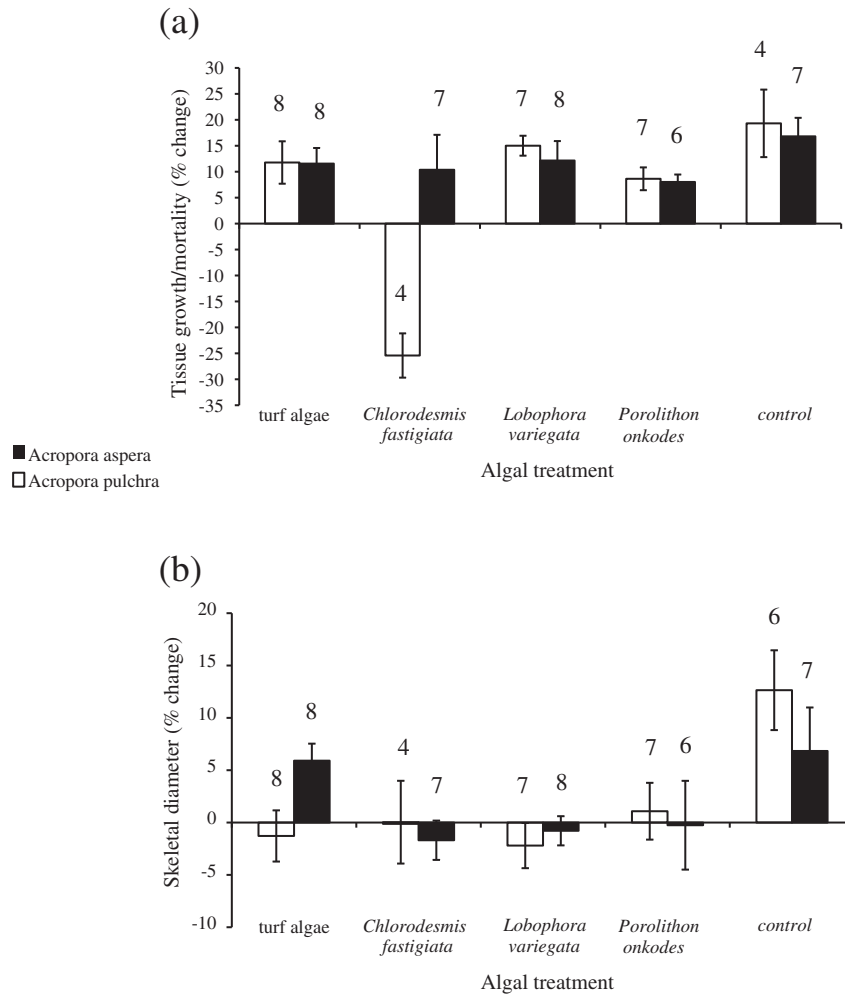 (a)
Tissue growth/mortality (% change)
30
25
20
15
10
5
0
-5
-10
-15
-20
-25
-30
-35
8
8
4
7
7
8
7
6
4
7
turf algae
Chlorodesmis
fastigiata
Lobophora
variegata
Porolithon
onkodes
control
Algal treatment
Acropora aspera
Acropora pulchra
(b)
Skeletal diameter (% change)
20
15
10
5
0
-5
-10
8
8
4
7
7
8
7
6
6
7
turf algae
Chlorodesmis
fastigiata
Lobophora
variegata
Porolithon
onkodes
control
Algal treatment